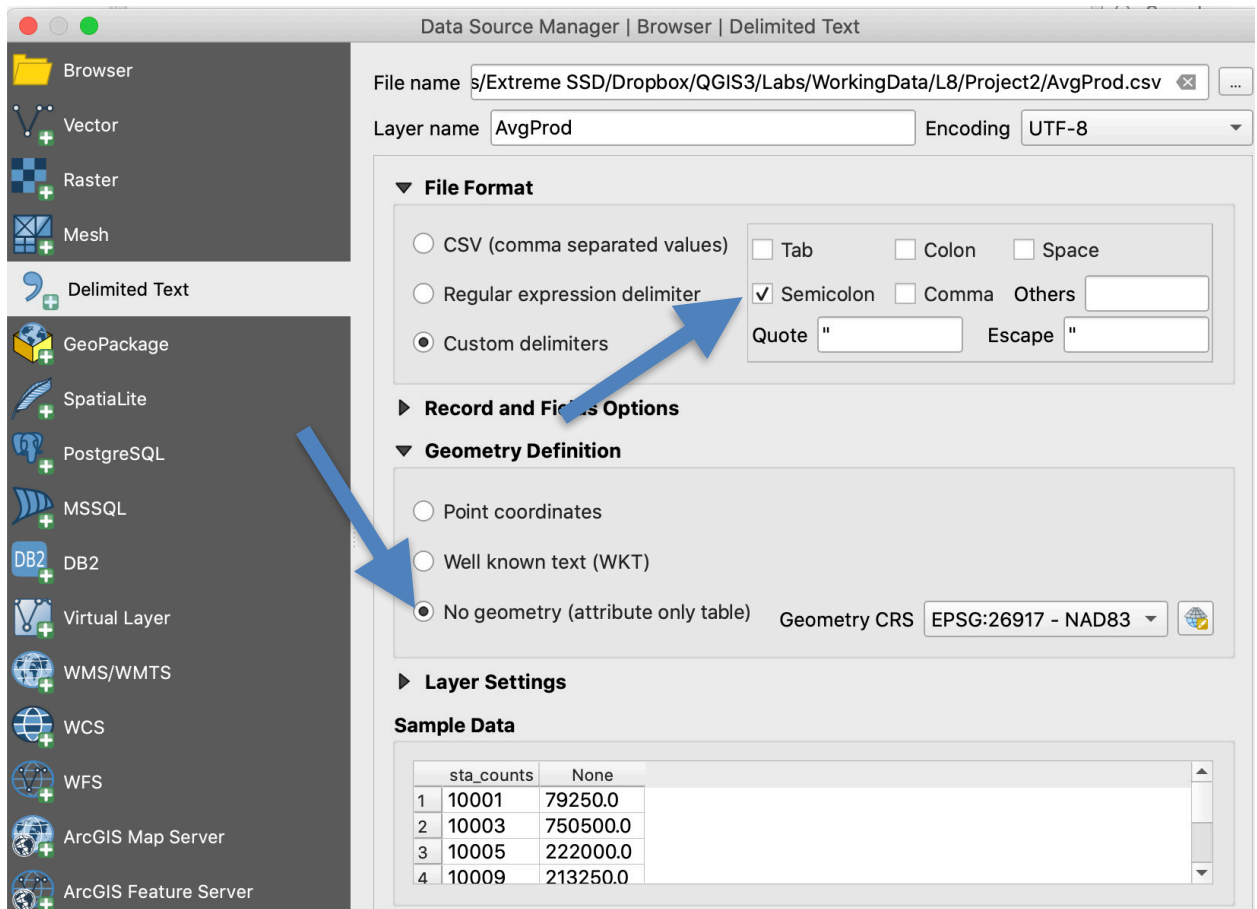 Data Source Manager | Browser | Delimited Text
Browser
Vector
Raster
Mesh
Delimited Text
GeoPackage
SpatiaLite
PostgreSQL
MSSQL
DB2 DB2
Virtual Layer
WMS/WMTS
WCS
WFS
ArcGIS Map Server
ArcGIS Feature Server
File name s/Extreme SSD/Dropbox/QGIS3/Labs/WorkingData/L8/Project2/AvgProd.csv ...
Layer name AvgProd Encoding UTF-8
File Format
CSV (comma separated values) Tab Colon Space
Regular expression delimiter Semicolon Comma Others
Custom delimiters Quote " Escape "
Record and Fields Options
Geometry Definition
Point coordinates
Well known text (WKT)
No geometry (attribute only table) Geometry CRS EPSG:26917 - NAD83
Layer Settings
Sample Data
sta_counts None
1 10001 79250.0
2 10003 750500.0
3 10005 222000.0
4 10009 213250.0